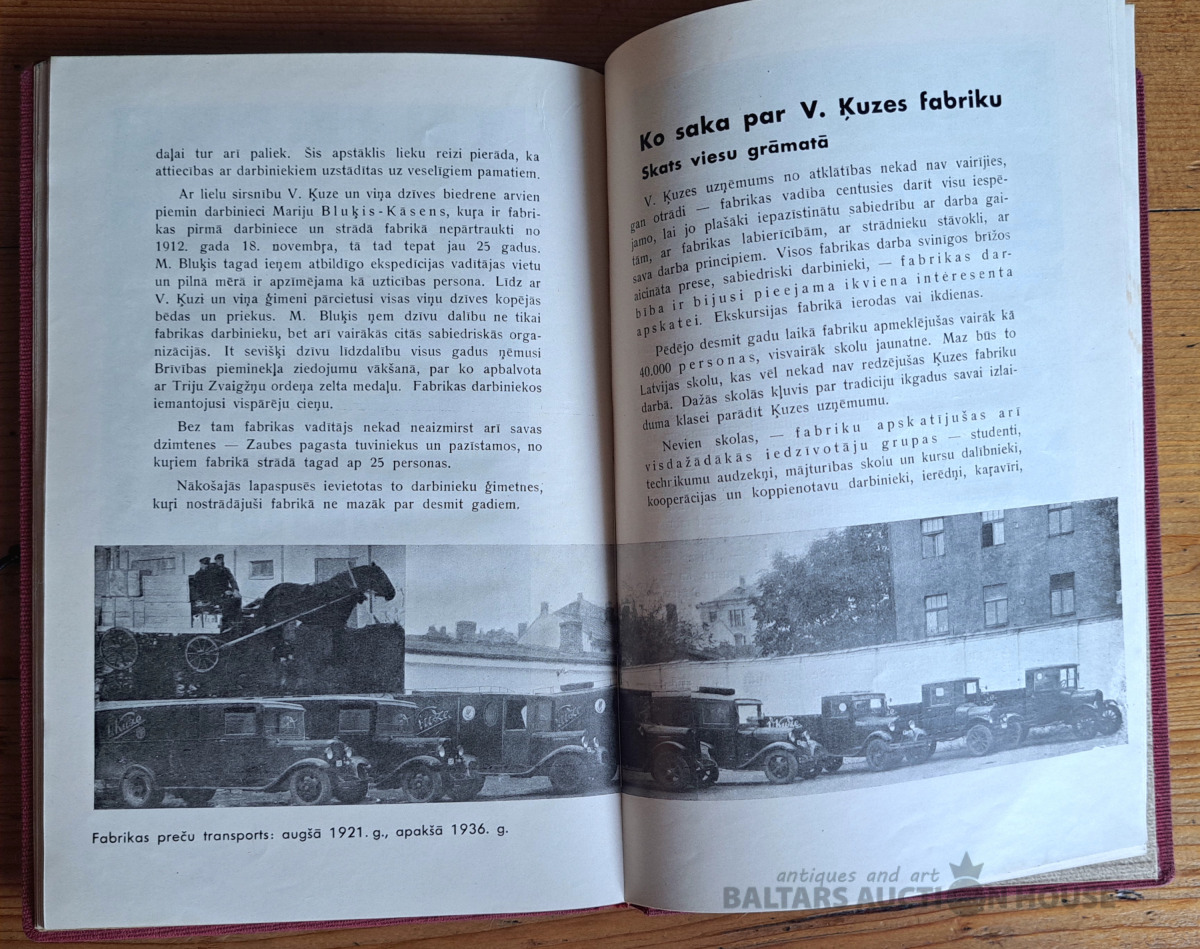 daļai tur arī paliek. Šis apstāklis lieku reizi pierāda, ka
attiecības ar darbiniekiem uzstādītas uz veselīgiem pamatiem.
Ar lielu sirsnību V. Ķuze un viņa dzīves biedrene arvien
piemin darbinieci Mariju Bluķis-Kāsens, kuŗa ir fabri-
kas pirmā darbiniece un strādā fabrikā nepārtraukti no
1912. gada 18. novembra, tā tad tepat jau 25 gadus.
M. Bluķis tagad ieņem atbildīgo ekspedīcijas vadītājas vietu
un pilnā mērā ir apzīmējama kā uzticības persona. Līdz ar
V. Ķuzi un viņa ģimeni pārcietusi visas viņu dzīves kopējās
bēdas un priekus. M. Bluķis ņem dzīvu dalību ne tikai
fabrikas darbinieku, bet arī vairākās citās sabiedriskās orga-
nizācijās. It sevišķi dzīvu līdzdalību visus gadus ņēmusi
Brīvības pieminekļa ziedojumu vākšanā, par ko apbalvota
ar Triju Zvaigžņu ordeņa zelta medaļu. Fabrikas darbiniekos
iemantojusi vispārēju cieņu.
Bez tam fabrikas vadītājs nekad neaizmirst arī savas
dzimtenes — Zaubes pagasta tuviniekus un pazīstamos, no
kuŗiem fabrikā strādā tagad ap 25 personas.
Nākošajās lapaspusēs ievietotas to darbinieku ģimetnes,
kuŗi nostrādājuši fabrikā ne mazāk par desmit gadiem.
V. Ķuze
Ķuze
Ķuze
V. Ķuze
Fabrikas preču transports: augšā 1921. g., apakšā 1936. g.
Ko saka par V. Ķuzes fabriku
Skats viesu grāmatā
V. Ķuzes uzņēmums no atklātības nekad nav vairījies,
gan otrādi — fabrikas vadība centusies darīt visu iespē-
jamo, lai jo plašāki iepazīstinātu sabiedrību ar darba gai-
tām, ar fabrikas labierīcībām, ar strādnieku stāvokli, ar
sava darba principiem. Visos fabrikas darba svinīgos brīžos
aicināta prese, sabiedriski darbinieki, — fabrikas dar-
bība ir bijusi pieejama ikviena interesenta
apskatei. Ekskursijas fabrikā ierodas vai ikdienas.
Pēdējo desmit gadu laikā fabriku apmeklējušas vairāk kā
40.000 personas, visvairāk skolu jaunatne. Maz būs to
Latvijas skolu, kas vēl nekad nav redzējušas Ķuzes fabriku
darbā. Dažās skolās kļuvis par tradiciju ikgadus savai izlai-
duma klasei parādīt Ķuzes uzņēmumu.
Nevien skolas, — fabriku apskatījušas arī
visdažādākās iedzīvotāju grupas — studenti,
technikumu audzekņi, mājturības skolu un kursu dalībnieki,
kooperācijas un koppienotavu darbinieki, ierēdņi, kaŗavīri,
antiques and art
BALTARS AUCTION HOUSE